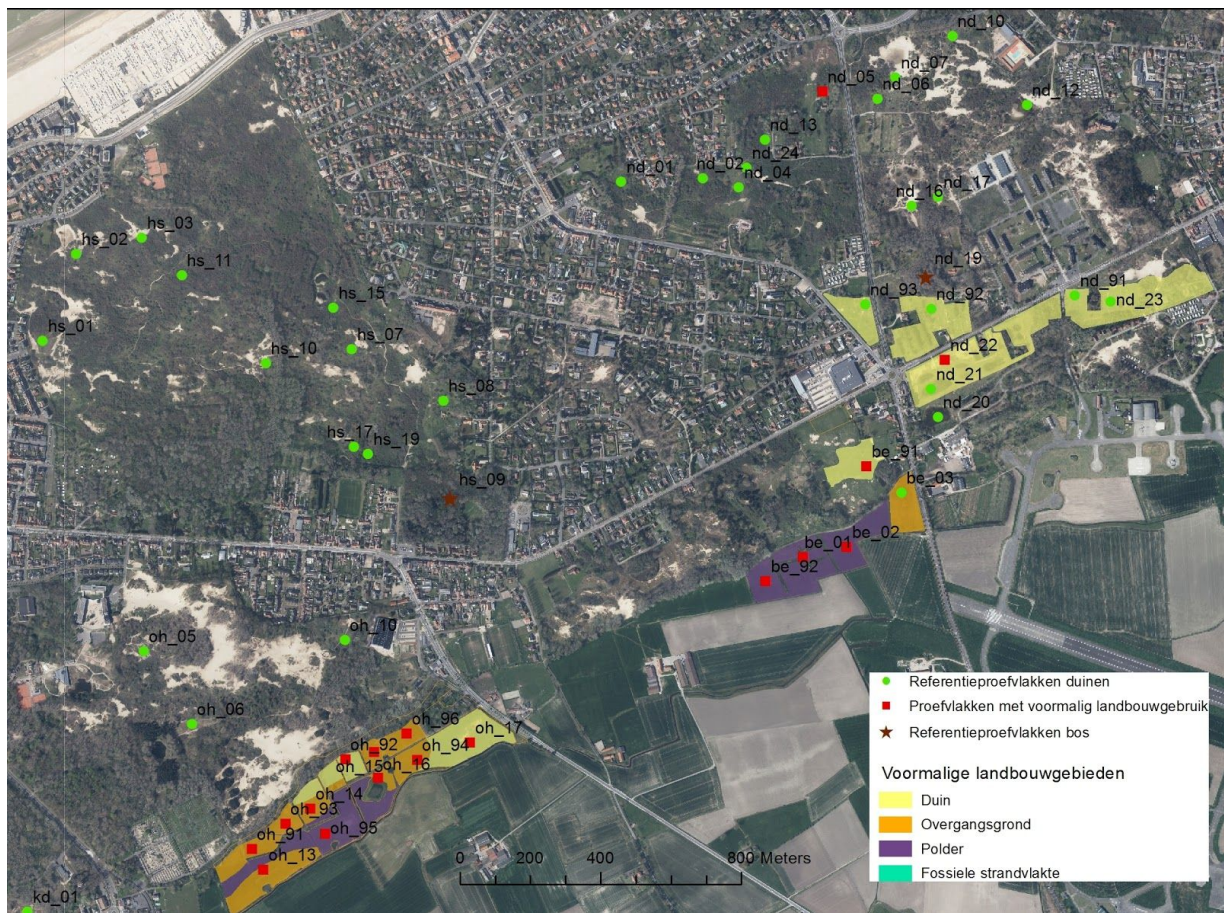 nd_10
nd_07
nd_05
nd_06
nd_12
nd_13
nd_24
nd_01
nd_02
nd_04
nd_17
nd_16
hs_03
hs_02
hs_11
nd_19
hs_15
nd_93
nd_92
nd_91
nd_23
hs_01
hs_07
hs_10
nd_22
hs_08
nd_21
nd_20
hs_17
hs_19
be_91
hs_09
be_03
be_01
be_02
be_92
oh_10
oh_05
oh_06
oh_96
oh_17
oh_92
oh_94
oh_15
oh_16
oh_14
oh_93
oh_95
oh_91
oh_13
kd_01
0 200 400 800 Meters
Referentieproefvlakken duinen
Proefvlakken met voormalig landbouwgebruik
Referentieproefvlakken bos
Voormalige landbouwgebieden
Duin
Overgangsgrond
Polder
Fossiele strandvlakte